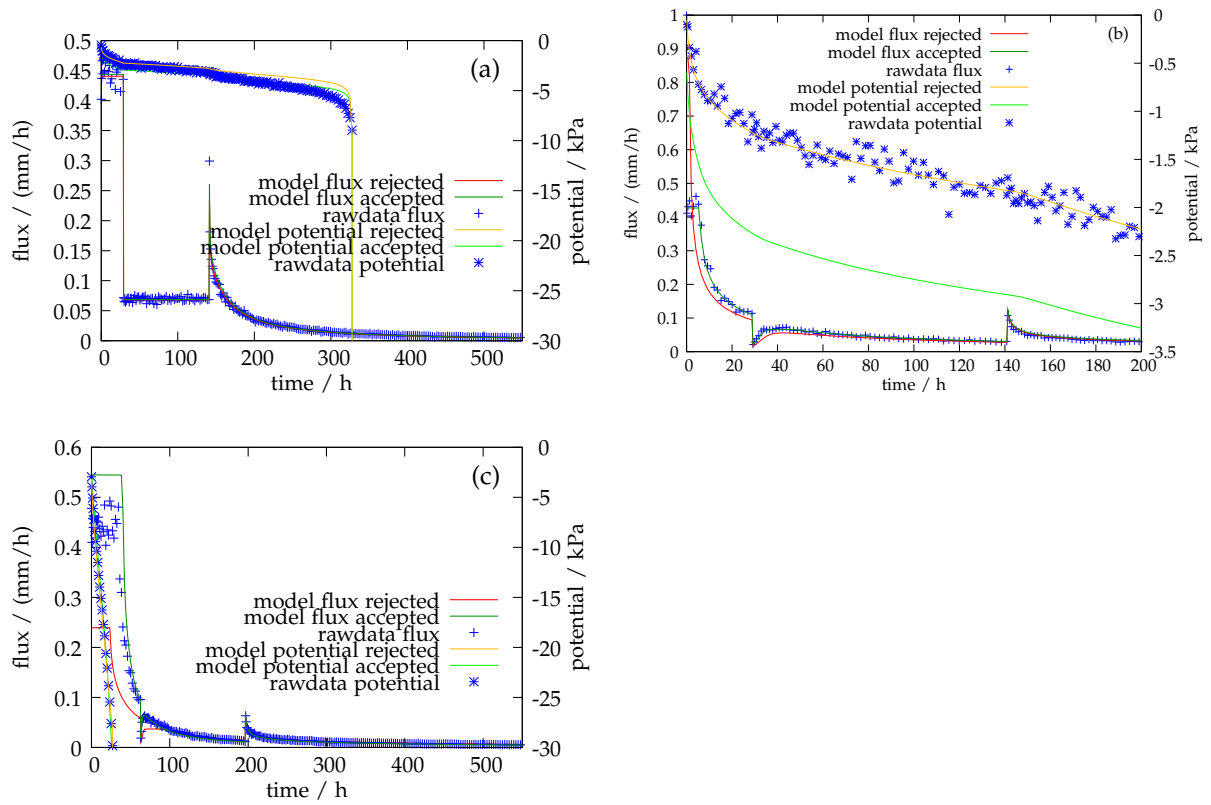 (a)
flux / (mm/h)
0.5
0.45
0.4
0.35
0.3
0.25
0.2
0.15
0.1
0.05
0
0
-5
-10
-15
-20
-25
-30
potential / kPa
model flux rejected
model flux accepted
rawdata flux
model potential rejected
model potential accepted
rawdata potential
0 100 200 300 400 500
time / h
(b)
flux / (mm/h)
1
0.9
0.8
0.7
0.6
0.5
0.4
0.3
0.2
0.1
0
0
-0.5
-1
-1.5
-2
-2.5
-3
-3.5
potential / kPa
model flux rejected
model flux accepted
rawdata flux
model potential rejected
model potential accepted
rawdata potential
0 20 40 60 80 100 120 140 160 180 200
time / h
(c)
flux / (mm/h)
0.6
0.5
0.4
0.3
0.2
0.1
0
0
-5
-10
-15
-20
-25
-30
potential / kPa
model flux rejected
model flux accepted
rawdata flux
model potential rejected
model potential accepted
rawdata potential
0 100 200 300 400 500
time / h